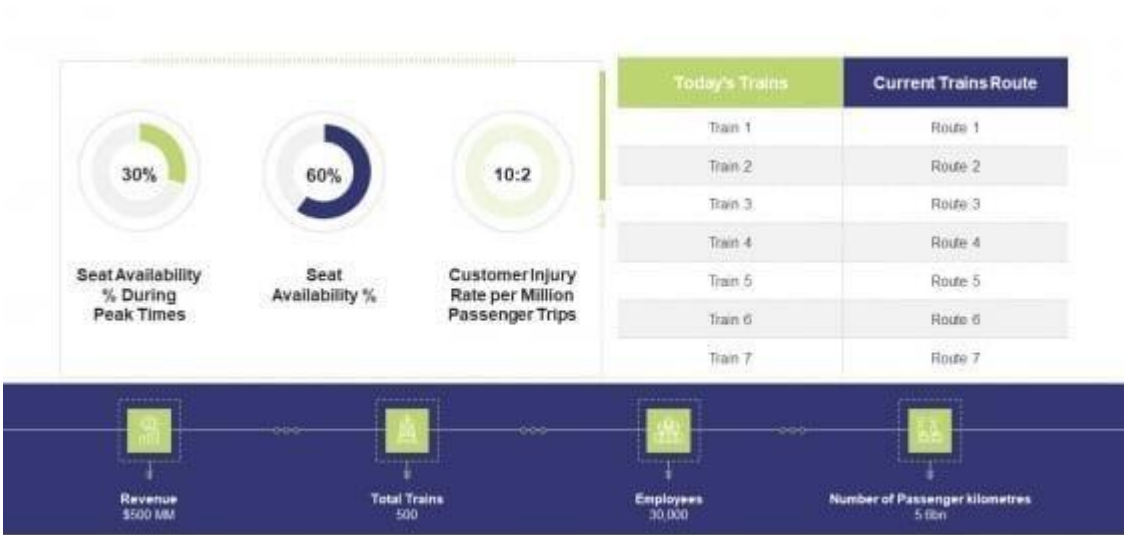 30%
60%
10:2
Seat Availability
% During
Peak Times
Seat
Availability %
Customer Injury
Rate per Million
Passenger Trips
Today's Trains Current Trains Route
Train 1 Route 1
Train 2 Route 2
Train 3 Route 3
Train 4 Route 4
Train 5 Route 5
Train 6 Route 6
Train 7 Route 7
Revenue
$500 MM
Total Trains
500
Employees
30,000
Number of Passenger kilometres
5.6bn